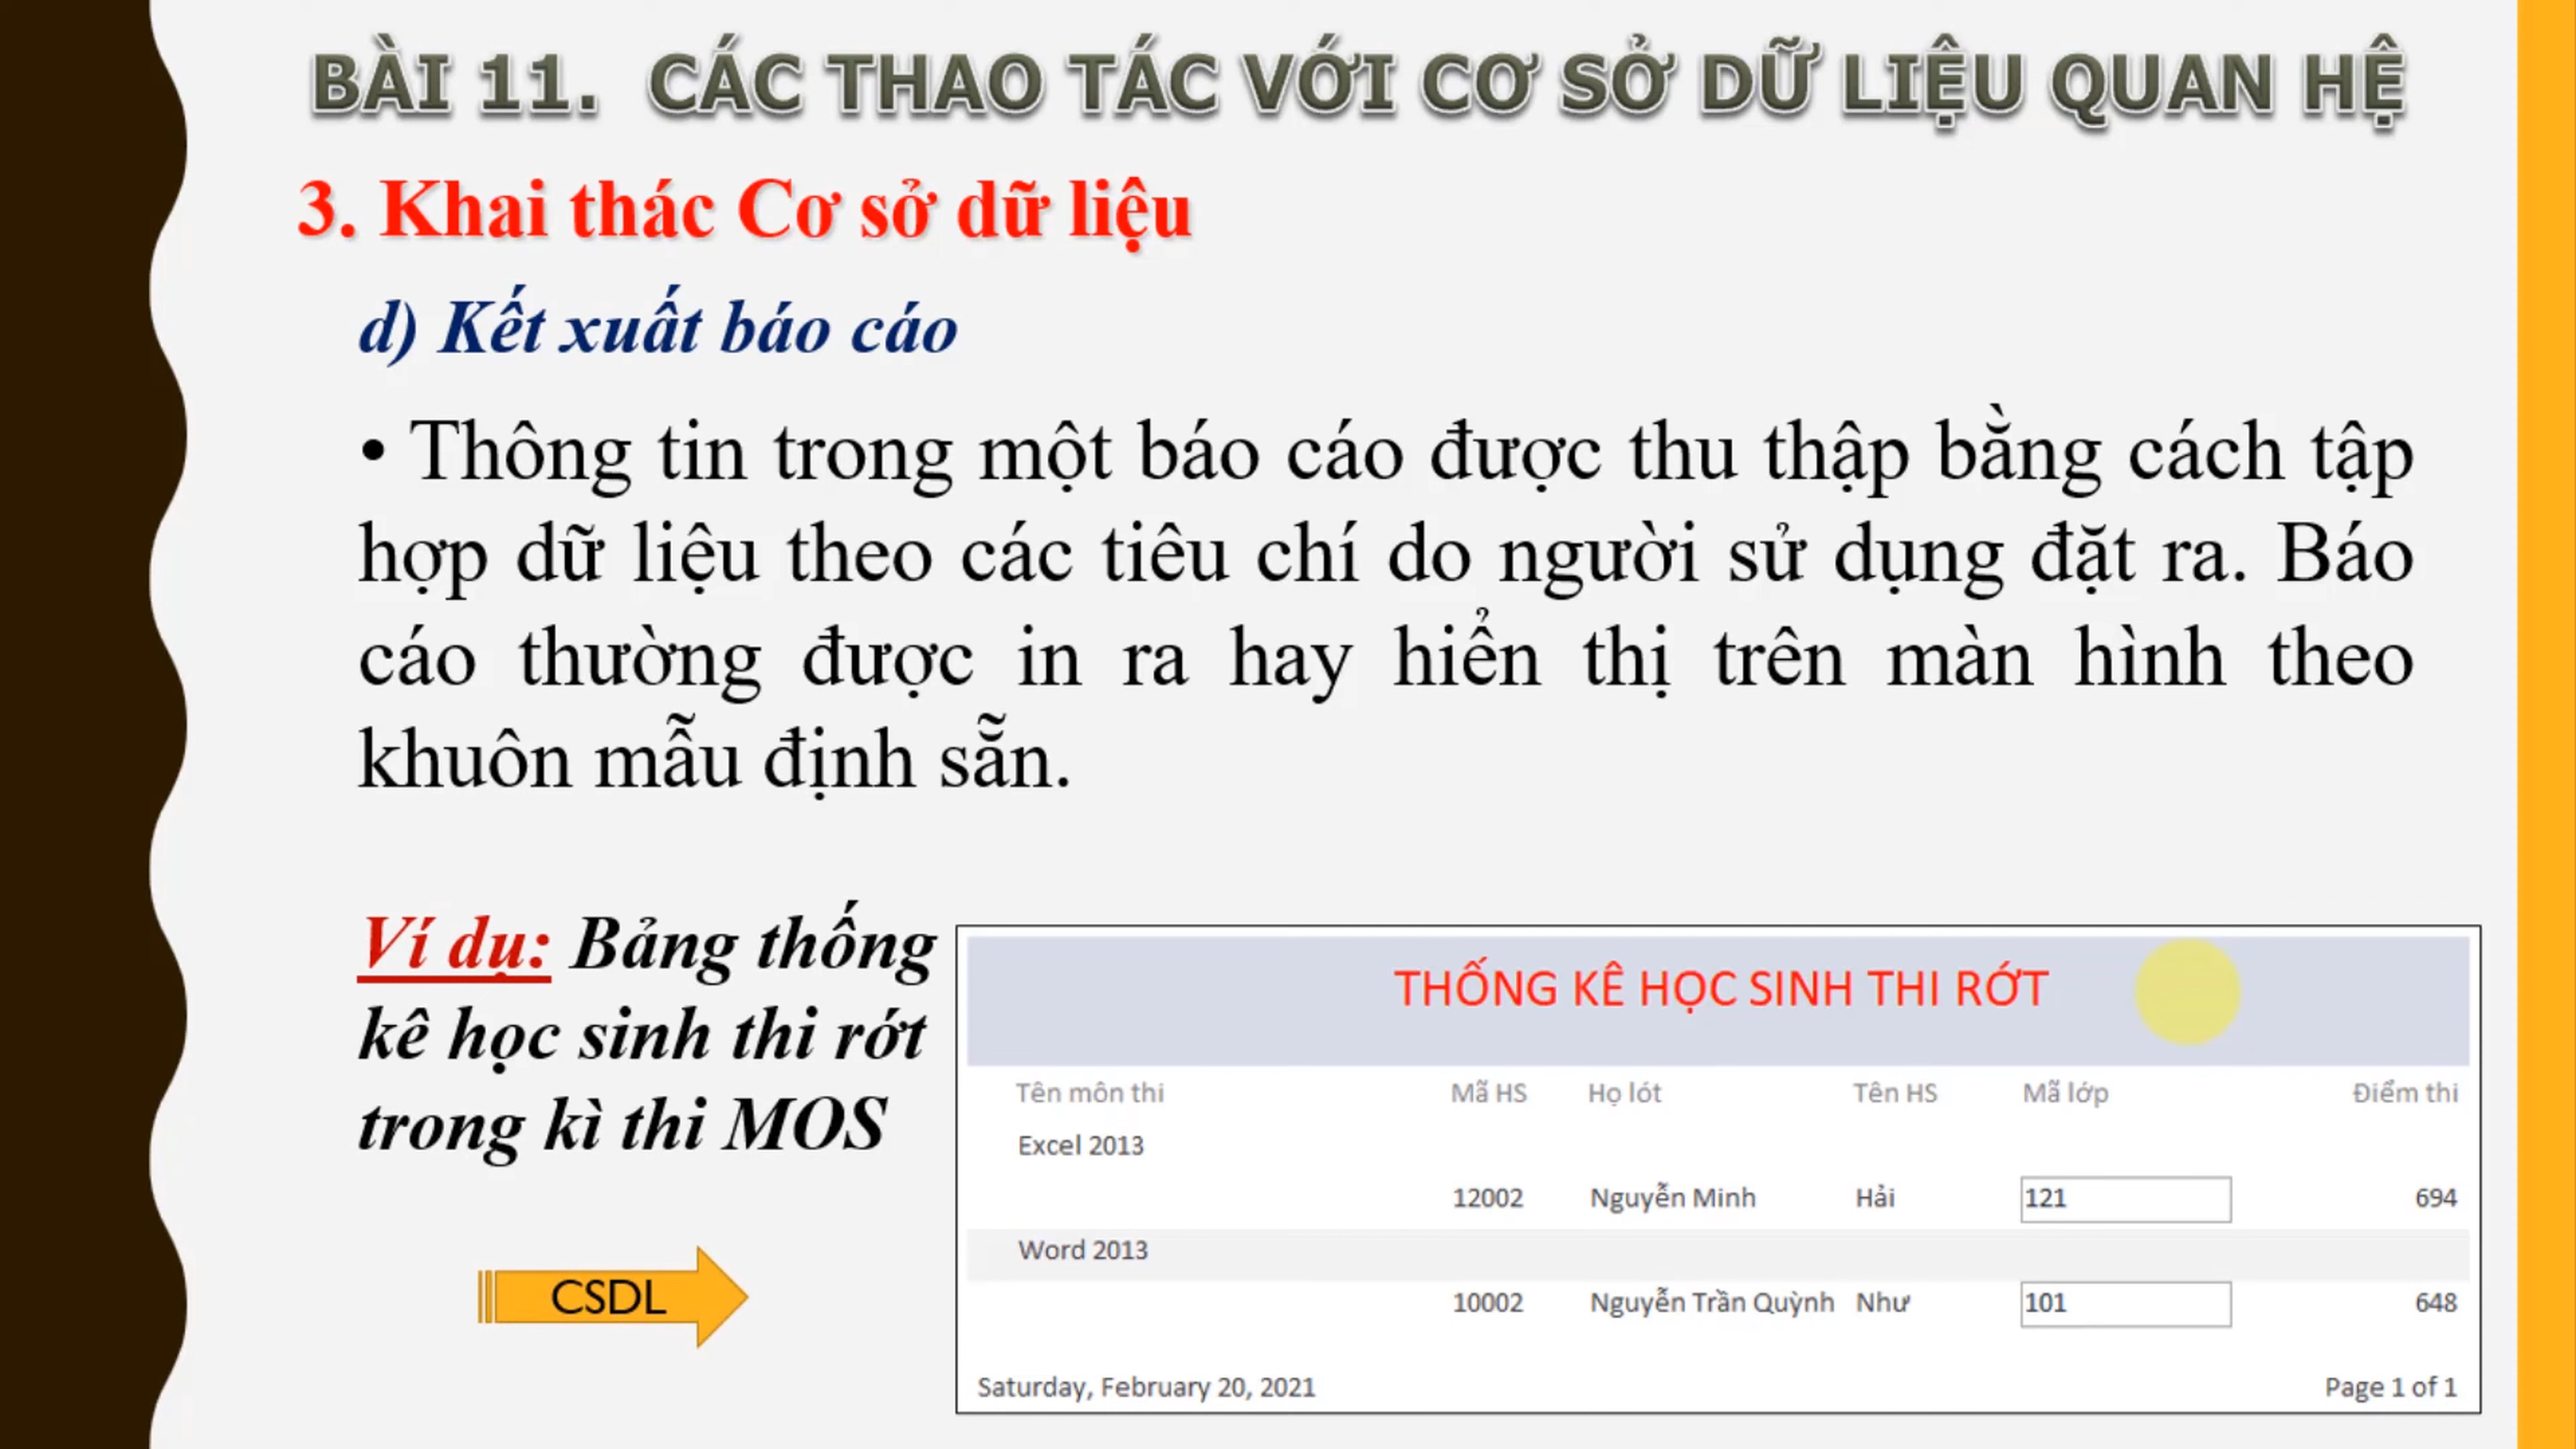 BÀI 11. CÁC THAO TÁC VỚI CƠ SỞ DỮ LIỆU QUAN HỆ
3. Khai thác Cơ sở dữ liệu
d) Kết xuất báo cáo
• Thông tin trong một báo cáo được thu thập bằng cách tập
hợp dữ liệu theo các tiêu chí do người sử dụng đặt ra. Báo
cáo thường được in ra hay hiển thị trên màn hình theo
khuôn mẫu định sẵn.
Ví dụ: Bảng thống
kê học sinh thi rớt
trong kì thi MOS
CSDL
THỐNG KÊ HỌC SINH THI RỚT
Tên môn thi Mã HS Họ lót Tên HS Mã lớp Điểm thi
Excel 2013
12002 Nguyễn Minh Hải 121 694
Word 2013
10002 Nguyễn Trần Quỳnh Như 101 648
Saturday, February 20, 2021 Page 1 of 1